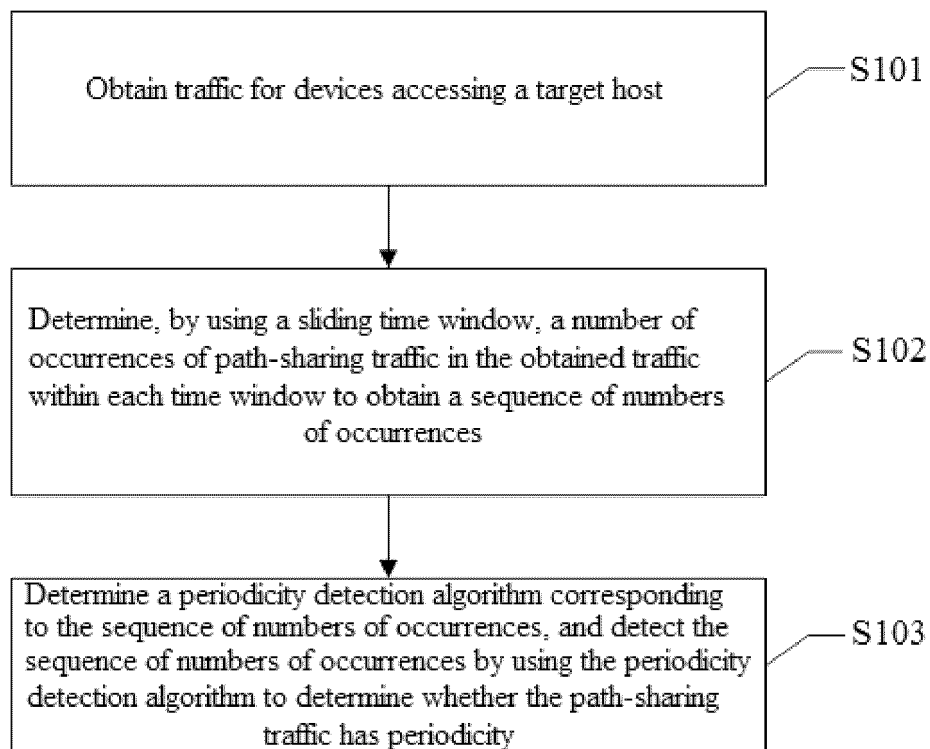 Obtain traffic for devices accessing a target host
S101
Determine, by using a sliding time window, a number of
occurrences of path-sharing traffic in the obtained traffic
within each time window to obtain a sequence of numbers
of occurrences
S102
Determine a periodicity detection algorithm corresponding
to the sequence of numbers of occurrences, and detect the
sequence of numbers of occurrences by using the periodicity
detection algorithm to determine whether the path-sharing
traffic has periodicity
S103